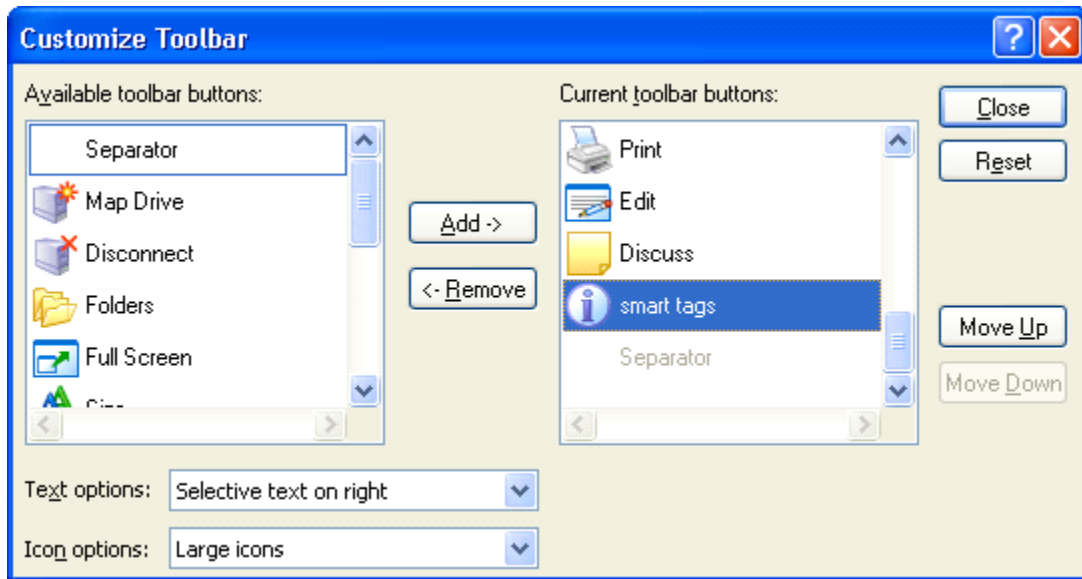 Customize Toolbar
Available toolbar buttons:
Separator
Map Drive
Disconnect
Folders
Full Screen
Add ->
<- Remove
Current toolbar buttons:
Print
Edit
Discuss
smart tags
Separator
Close
Reset
Move Up
Move Down
Text options:
Selective text on right
Icon options:
Large icons